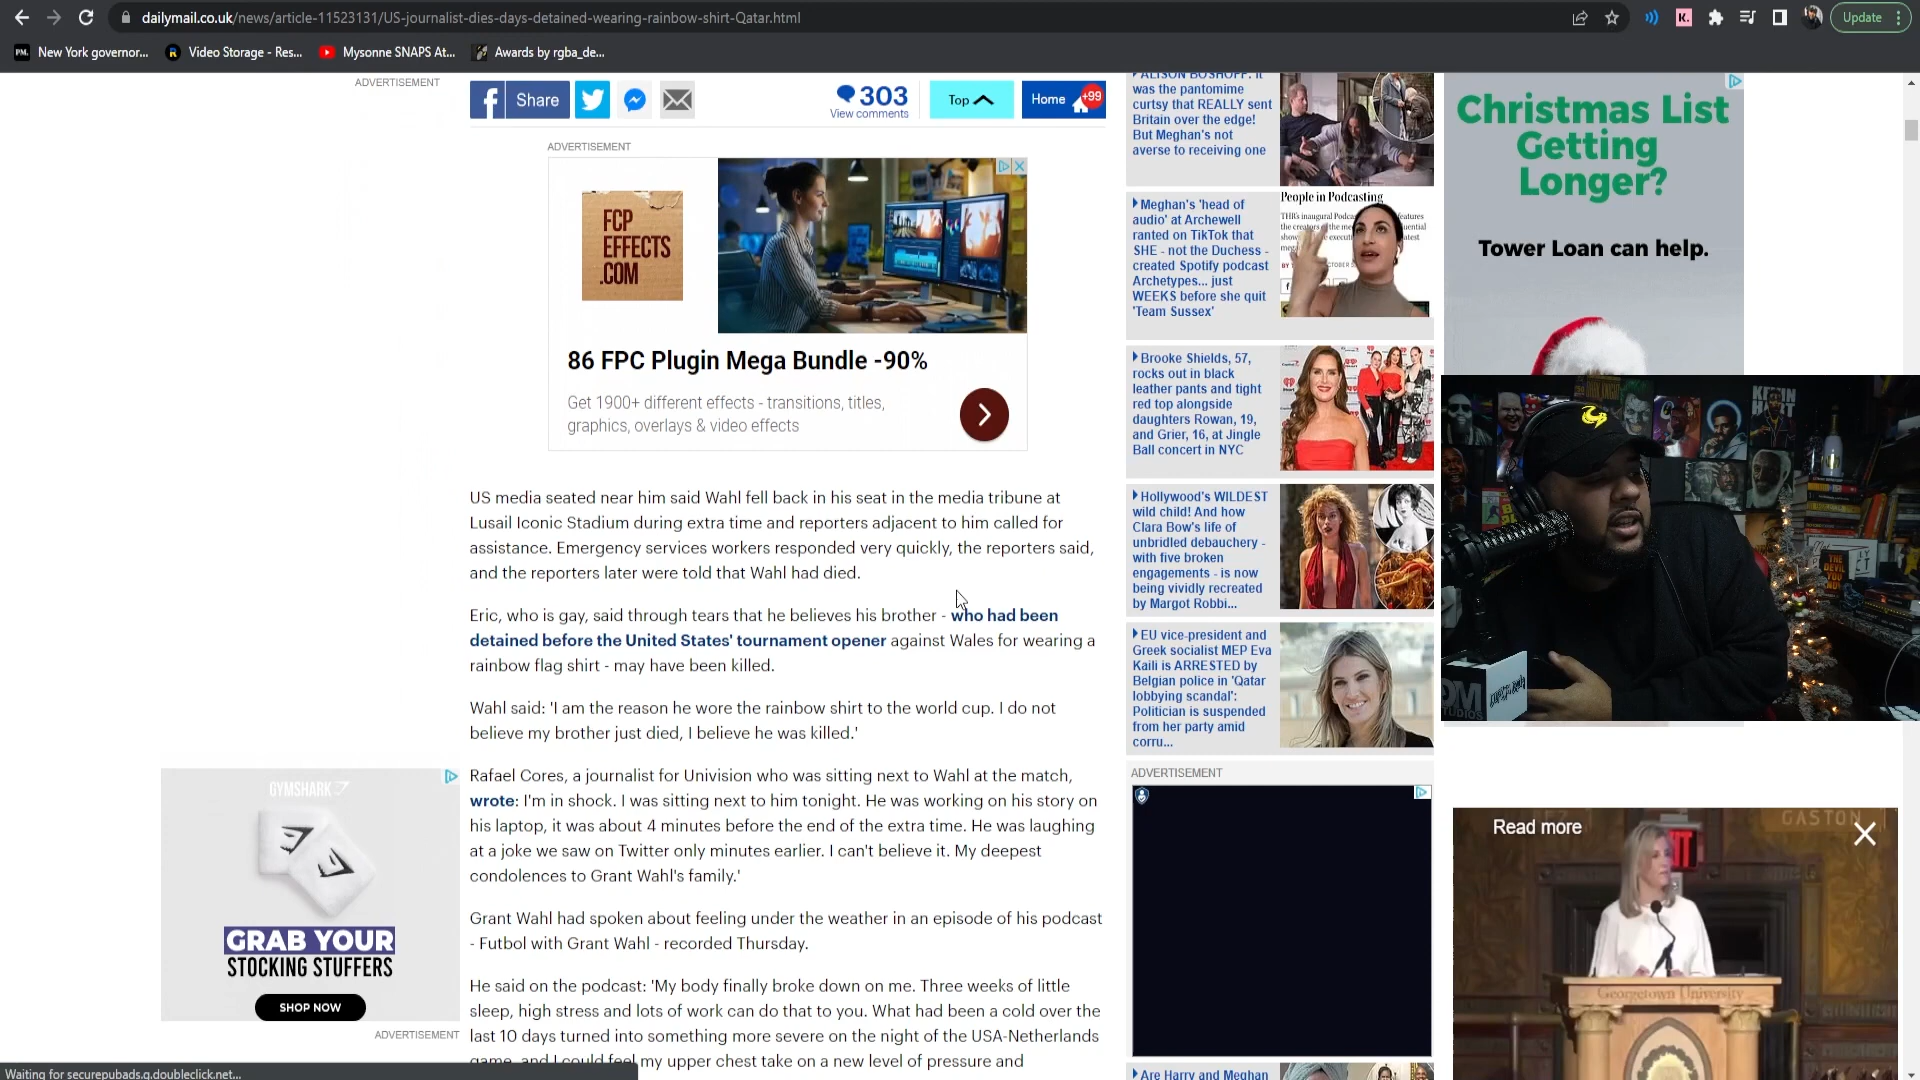 dailymail.co.uk/news/article-11523131/US-journalist-dies-days-detained-wearing-rainbow-shirt-Qatar.html
K.
Update
PM.
New York governor...
R
Video Storage - Res...
Mysonne SNAPS At...
Awards by rgba_de...
ADVERTISEMENT
Share
303
View comments
Top
Home
+99
ADVERTISEMENT
FCP
EFFECTS
.COM
86 FPC Plugin Mega Bundle -90%
Get 1900+ different effects - transitions, titles,
graphics, overlays & video effects
US media seated near him said Wahl fell back in his seat in the media tribune at
Lusail Iconic Stadium during extra time and reporters adjacent to him called for
assistance. Emergency services workers responded very quickly, the reporters said,
and the reporters later were told that Wahl had died.
Eric, who is gay, said through tears that he believes his brother - who had been
detained before the United States' tournament opener against Wales for wearing a
rainbow flag shirt - may have been killed.
Wahl said: 'I am the reason he wore the rainbow shirt to the world cup. I do not
believe my brother just died, I believe he was killed.'
Rafael Cores, a journalist for Univision who was sitting next to Wahl at the match,
wrote: I'm in shock. I was sitting next to him tonight. He was working on his story on
his laptop, it was about 4 minutes before the end of the extra time. He was laughing
at a joke we saw on Twitter only minutes earlier. I can't believe it. My deepest
condolences to Grant Wahl's family.'
Grant Wahl had spoken about feeling under the weather in an episode of his podcast
- Futbol with Grant Wahl - recorded Thursday.
He said on the podcast: 'My body finally broke down on me. Three weeks of little
sleep, high stress and lots of work can do that to you. What had been a cold over the
last 10 days turned into something more severe on the night of the USA-Netherlands
game, and I could feel my upper chest take on a new level of pressure and
GYMSHARK
GRAB YOUR
STOCKING STUFFERS
SHOP NOW
ADVERTISEMENT
Waiting for securepubads.g.doubleclick.net...
ALISON BOSHOFF: It
was the pantomime
curtsy that REALLY sent
Britain over the edge!
But Meghan's not
averse to receiving one
Meghan's 'head of
audio' at Archewell
ranted on TikTok that
SHE - not the Duchess -
created Spotify podcast
Archetypes... just
WEEKS before she quit
'Team Sussex'
People in Podcasting
Brooke Shields, 57,
rocks out in black
leather pants and tight
red top alongside
daughters Rowan, 19,
and Grier, 16, at Jingle
Ball concert in NYC
Hollywood's WILDEST
wild child! And how
Clara Bow's life of
unbridled debauchery -
with five broken
engagements - is now
being vividly recreated
by Margot Robbi...
EU vice-president and
Greek socialist MEP Eva
Kaili is ARRESTED by
Belgian police in 'Qatar
lobbying scandal':
Politician is suspended
from her party amid
corru...
ADVERTISEMENT
Are Harry and Meghan
Christmas List
Getting
Longer?
Tower Loan can help.
KEVIN
HART
Read more
GASTON
Georgetown University